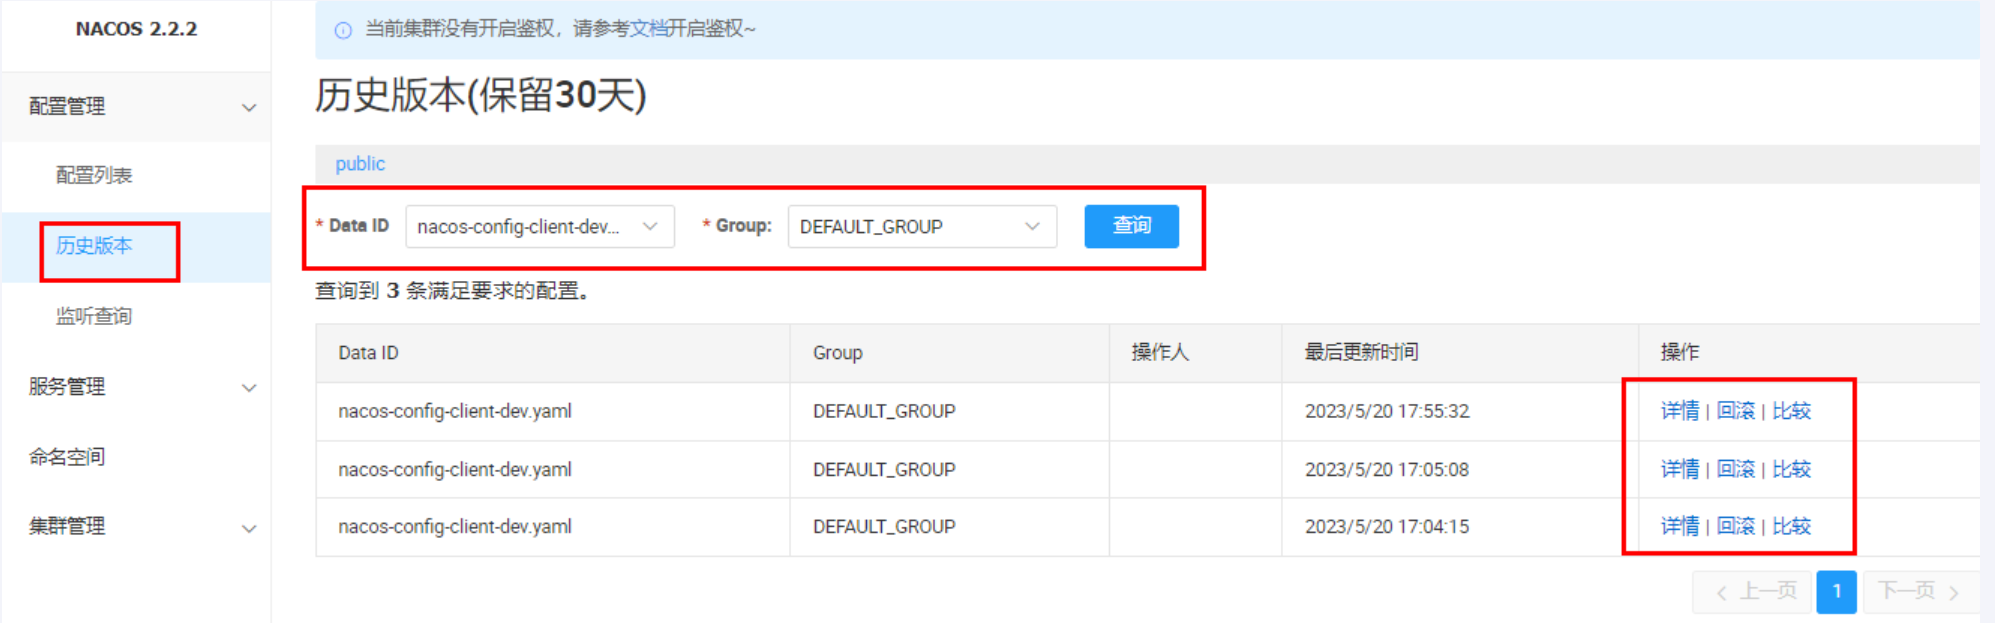 NACOS 2.2.2
配置管理
配置列表
历史版本
监听查询
服务管理
命名空间
集群管理
当前集群没有开启鉴权，请参考文档开启鉴权~
历史版本(保留30天)
public
* Data ID nacos-config-client-dev... * Group: DEFAULT_GROUP 查询
查询到 3 条满足要求的配置。
Data ID Group 操作人 最后更新时间 操作
nacos-config-client-dev.yaml DEFAULT_GROUP 2023/5/20 17:55:32 详情 | 回滚 | 比较
nacos-config-client-dev.yaml DEFAULT_GROUP 2023/5/20 17:05:08 详情 | 回滚 | 比较
nacos-config-client-dev.yaml DEFAULT_GROUP 2023/5/20 17:04:15 详情 | 回滚 | 比较
上一页 1 下一页